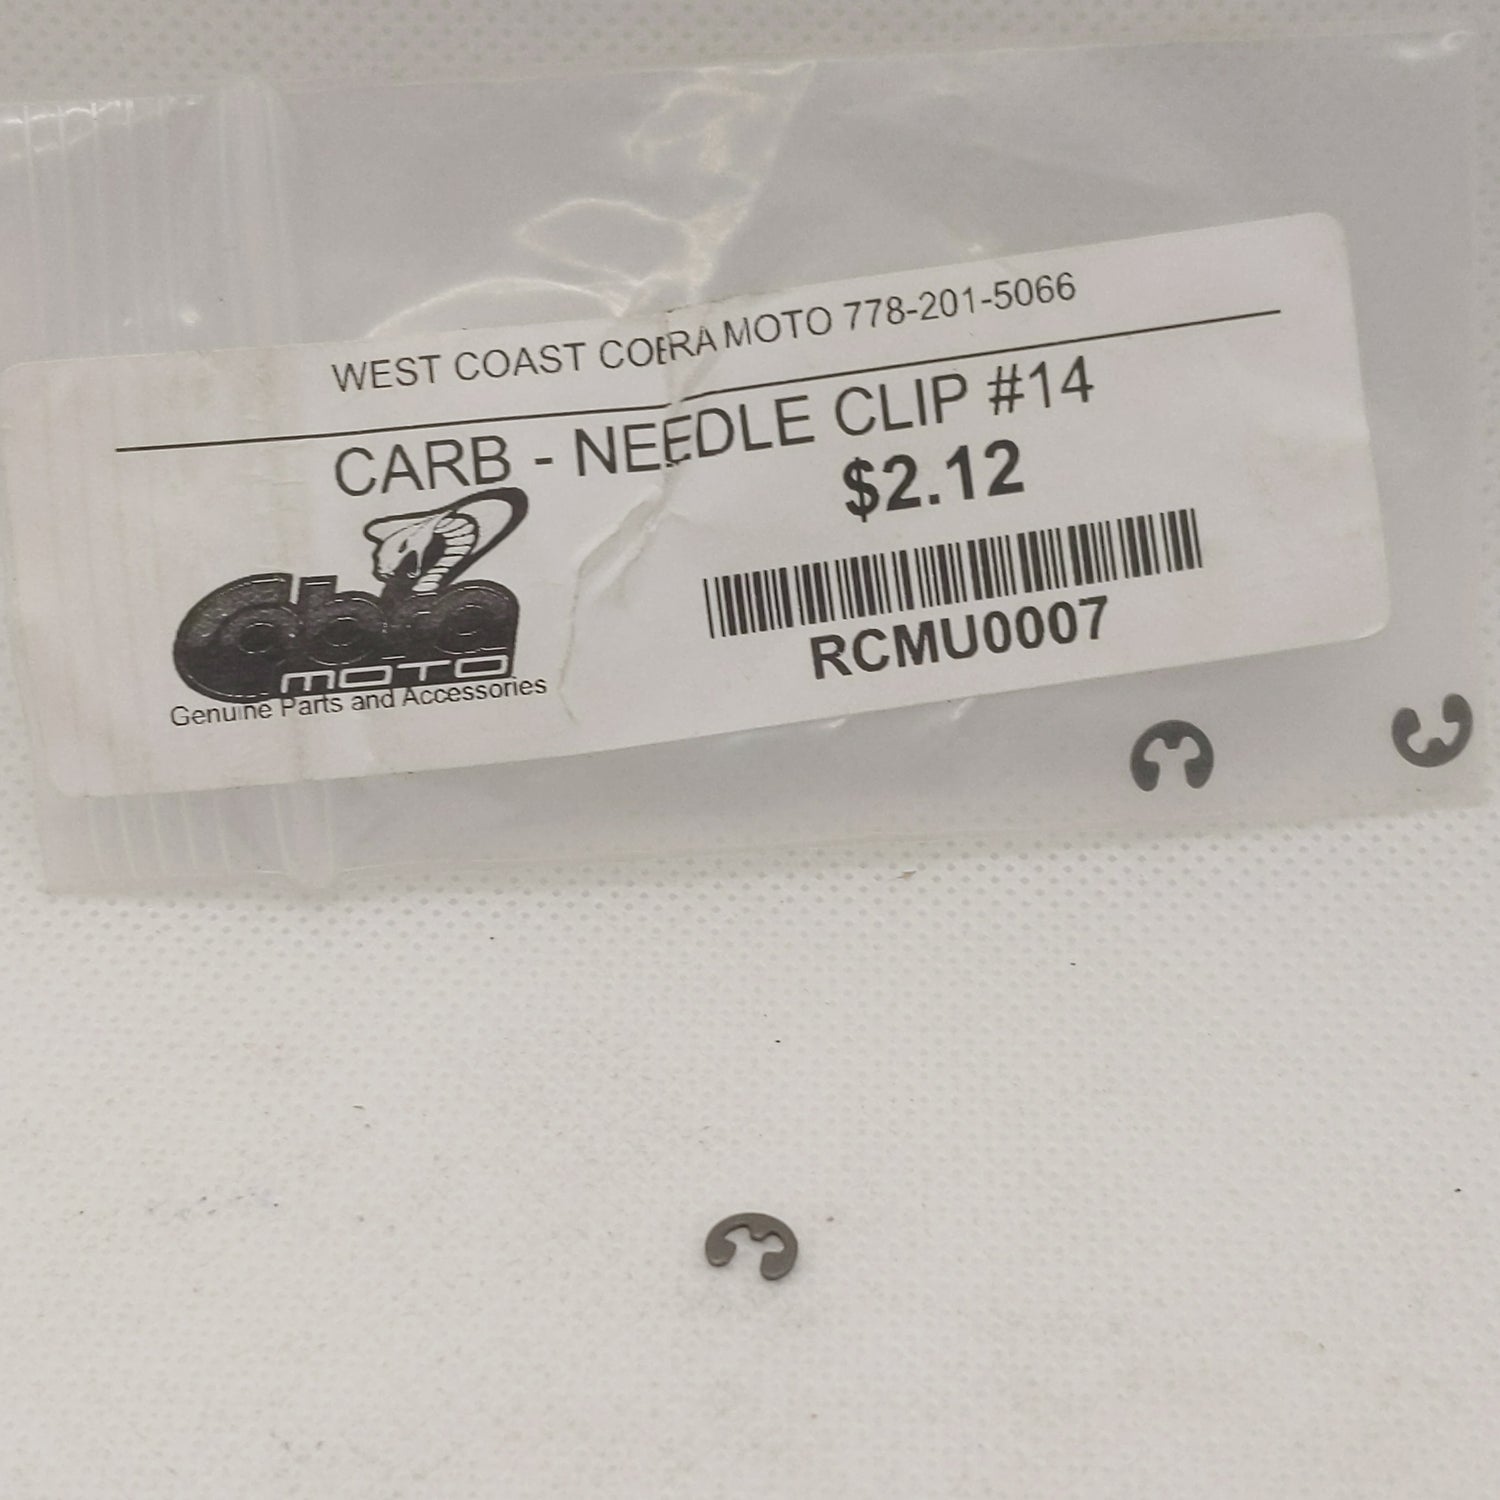 WEST COAST COBRA MOTO 778-201-5066
CARB - NEEDLE CLIP #14
$2.12
cobra
MOTO
Genuine Parts and Accessories
RCMU0007